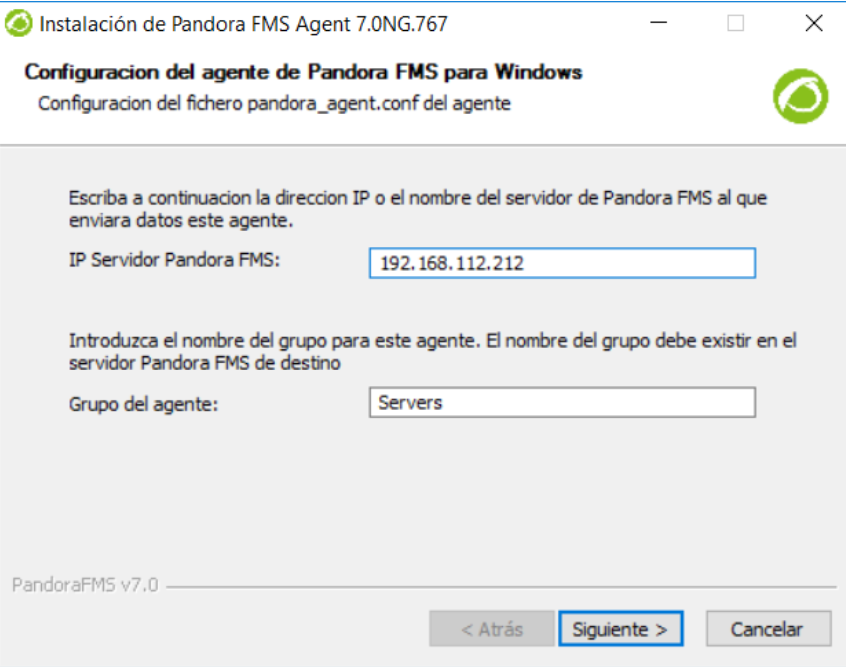 Instalación de Pandora FMS Agent 7.0NG.767
Configuracion del agente de Pandora FMS para Windows
Configuracion del fichero pandora_agent.conf del agente
Escriba a continuacion la direccion IP o el nombre del servidor de Pandora FMS al que
enviara datos este agente.
IP Servidor Pandora FMS: 192.168.112.212
Introduzca el nombre del grupo para este agente. El nombre del grupo debe existir en el
servidor Pandora FMS de destino
Grupo del agente: Servers
PandoraFMS v7.0
< Atrás Siguiente > Cancelar